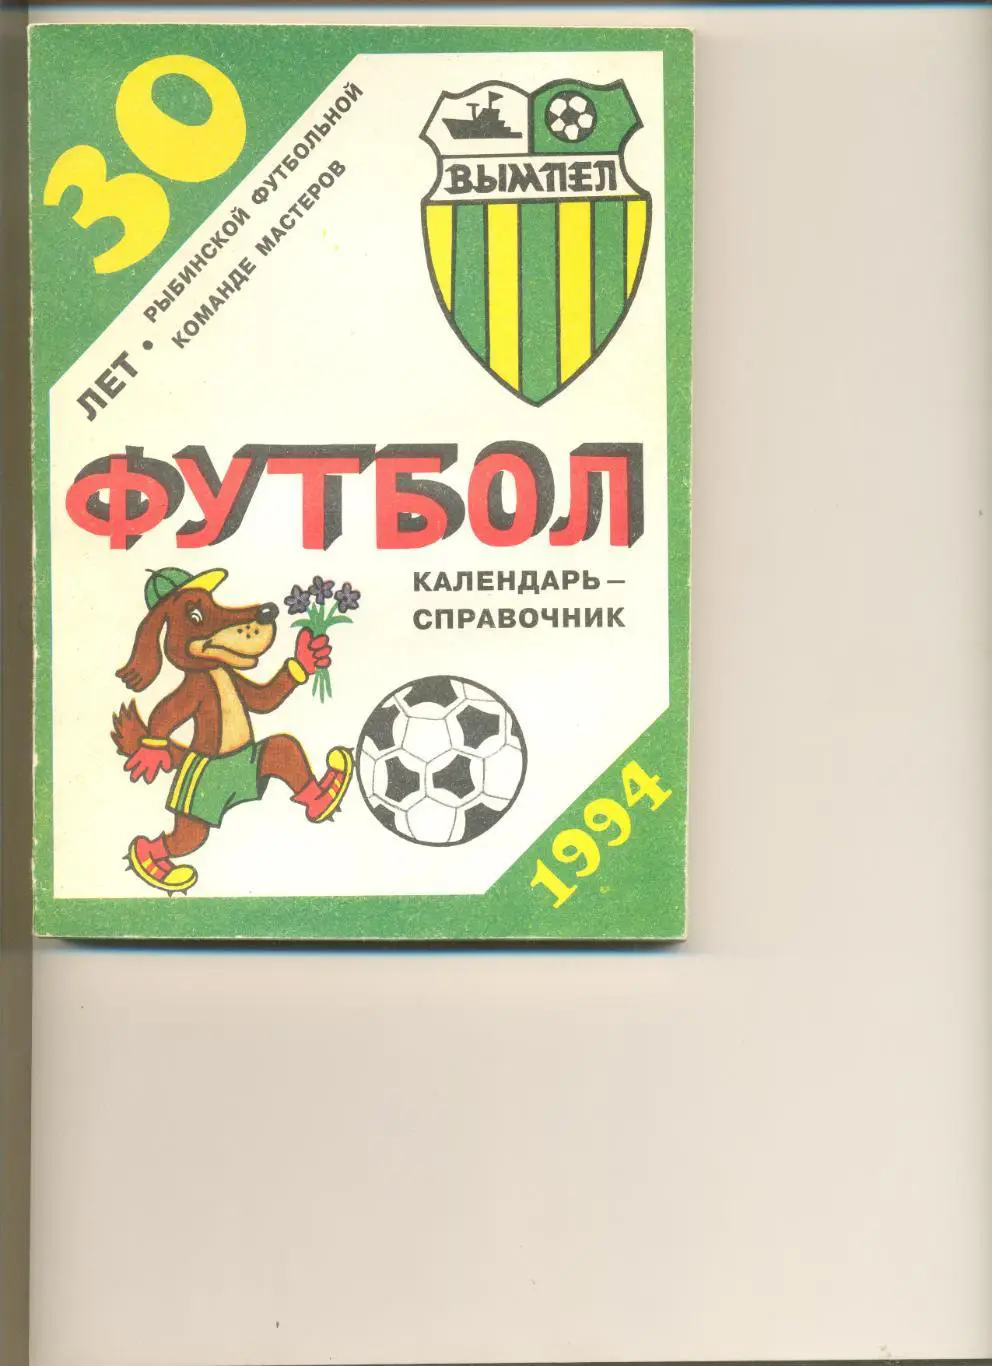 30
ЛЕТ • РЫБИНСКОЙ ФУТБОЛЬНОЙ
КОМАНДЕ МАСТЕРОВ
ВЫМПЕЛ
ФУТБОЛ
КАЛЕНДАРЬ –
СПРАВОЧНИК
1994